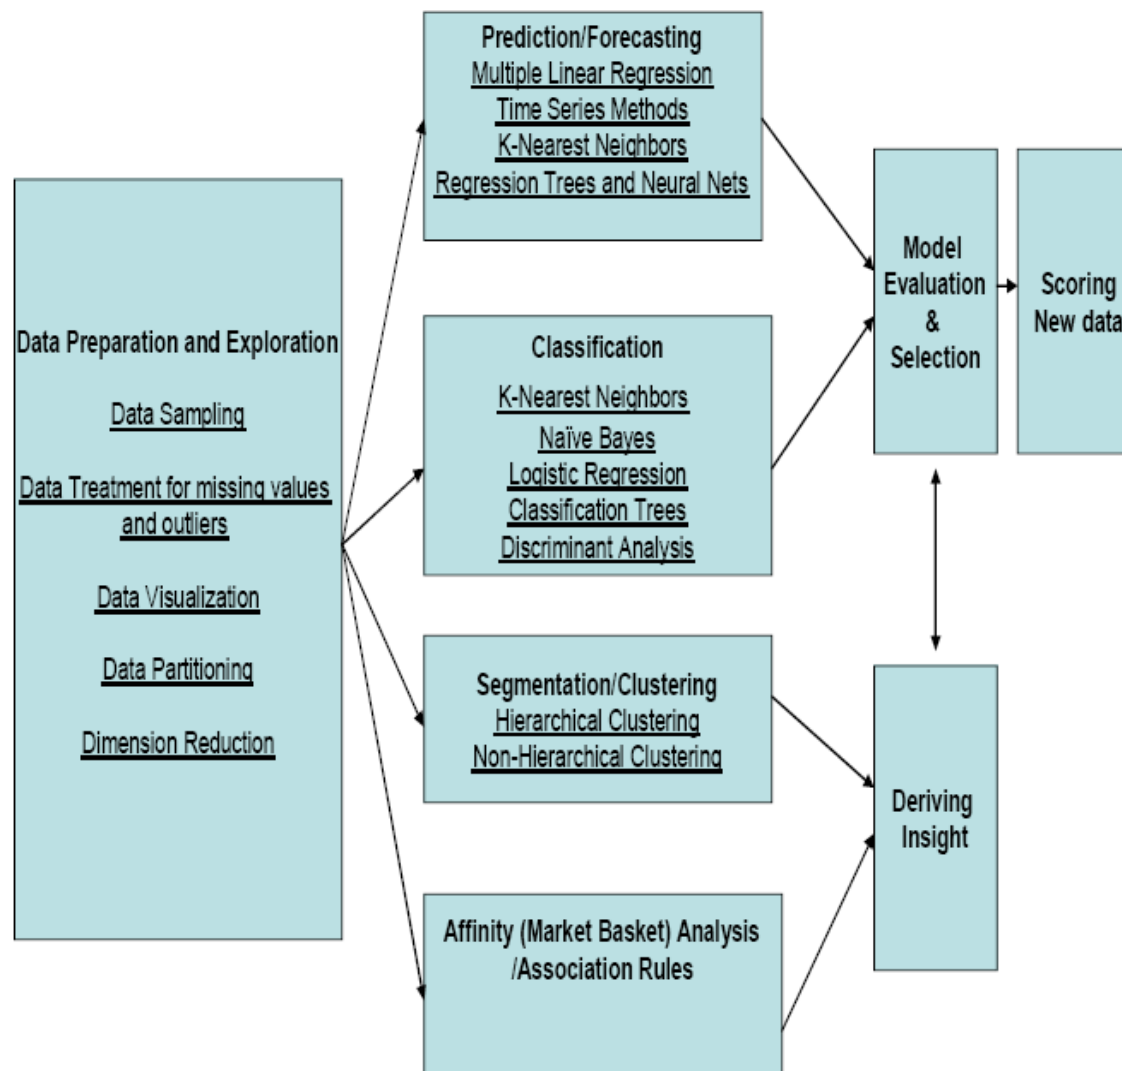 Data Preparation and Exploration
Data Sampling
Data Treatment for missing values
and outliers
Data Visualization
Data Partitioning
Dimension Reduction
Prediction/Forecasting
Multiple Linear Regression
Time Series Methods
K-Nearest Neighbors
Regression Trees and Neural Nets
Classification
K-Nearest Neighbors
Naïve Bayes
Logistic Regression
Classification Trees
Discriminant Analysis
Segmentation/Clustering
Hierarchical Clustering
Non-Hierarchical Clustering
Affinity (Market Basket) Analysis
/Association Rules
Model
Evaluation
&
Selection
Scoring
New data
Deriving
Insight